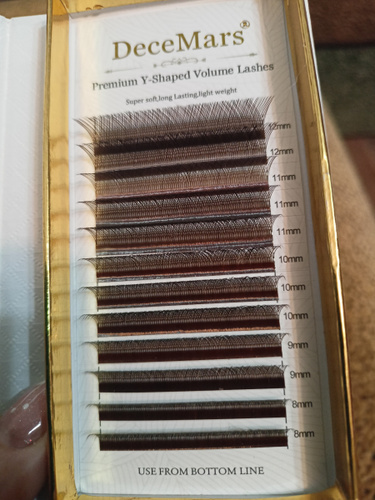 DeceMars®
Premium Y-Shaped Volume Lashes
Super soft,long Lasting,light weight
12mm
12mm
11mm
11mm
11mm
10mm
10mm
10mm
9mm
9mm
8mm
8mm
USE FROM BOTTOM LINE